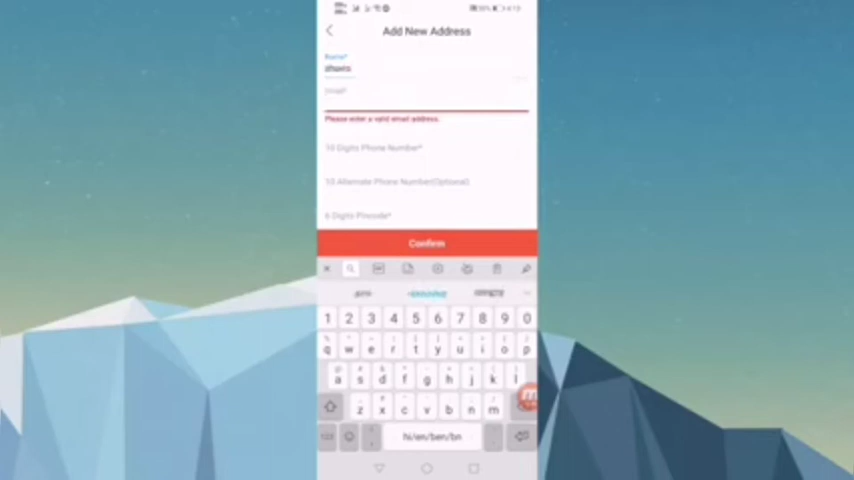 Add New Address
Name*
Email*
Please enter a valid email address.
10 Digits Phone Number*
10 Alternate Phone Number(Optional)
6 Digits Pincode*
Confirm
1 2 3 4 5 6 7 8 9 0
q w e r t y u i o p
a s d f g h j k l
z x c v b n m
123 hi/en/ben/bn